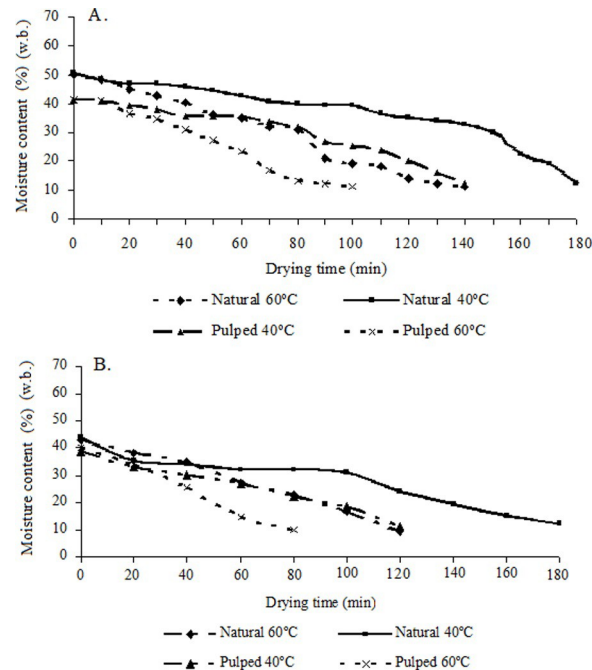 A.
Moisture content (%) (w.b.)
70
60
50
40
30
20
10
0
0 20 40 60 80 100 120 140 160 180
Drying time (min)
Natural 60°C Natural 40°C
Pulped 40°C Pulped 60°C
B.
Moisture content (%) (w.b.)
70
60
50
40
30
20
10
0
0 20 40 60 80 100 120 140 160 180
Drying time (min)
Natural 60°C Natural 40°C
Pulped 40°C Pulped 60°C